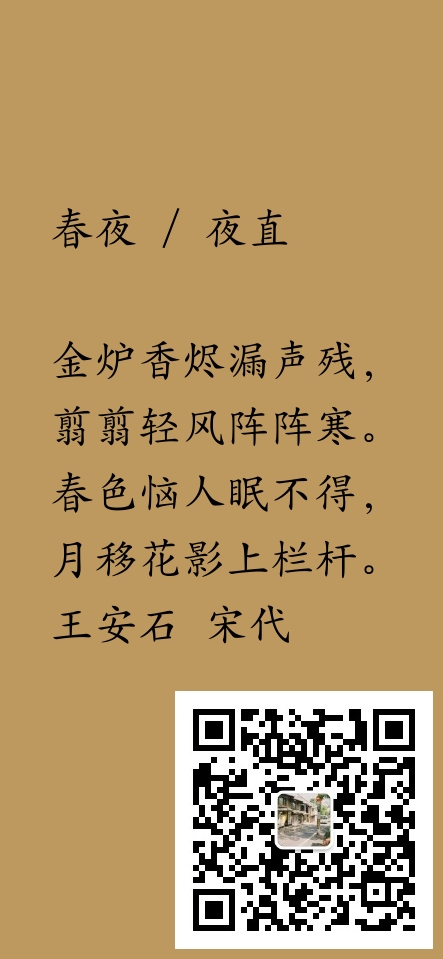 春夜 / 夜直
金炉香烬漏声残，
翦翦轻风阵阵寒。
春色恼人眠不得，
月移花影上栏杆。
王安石 宋代